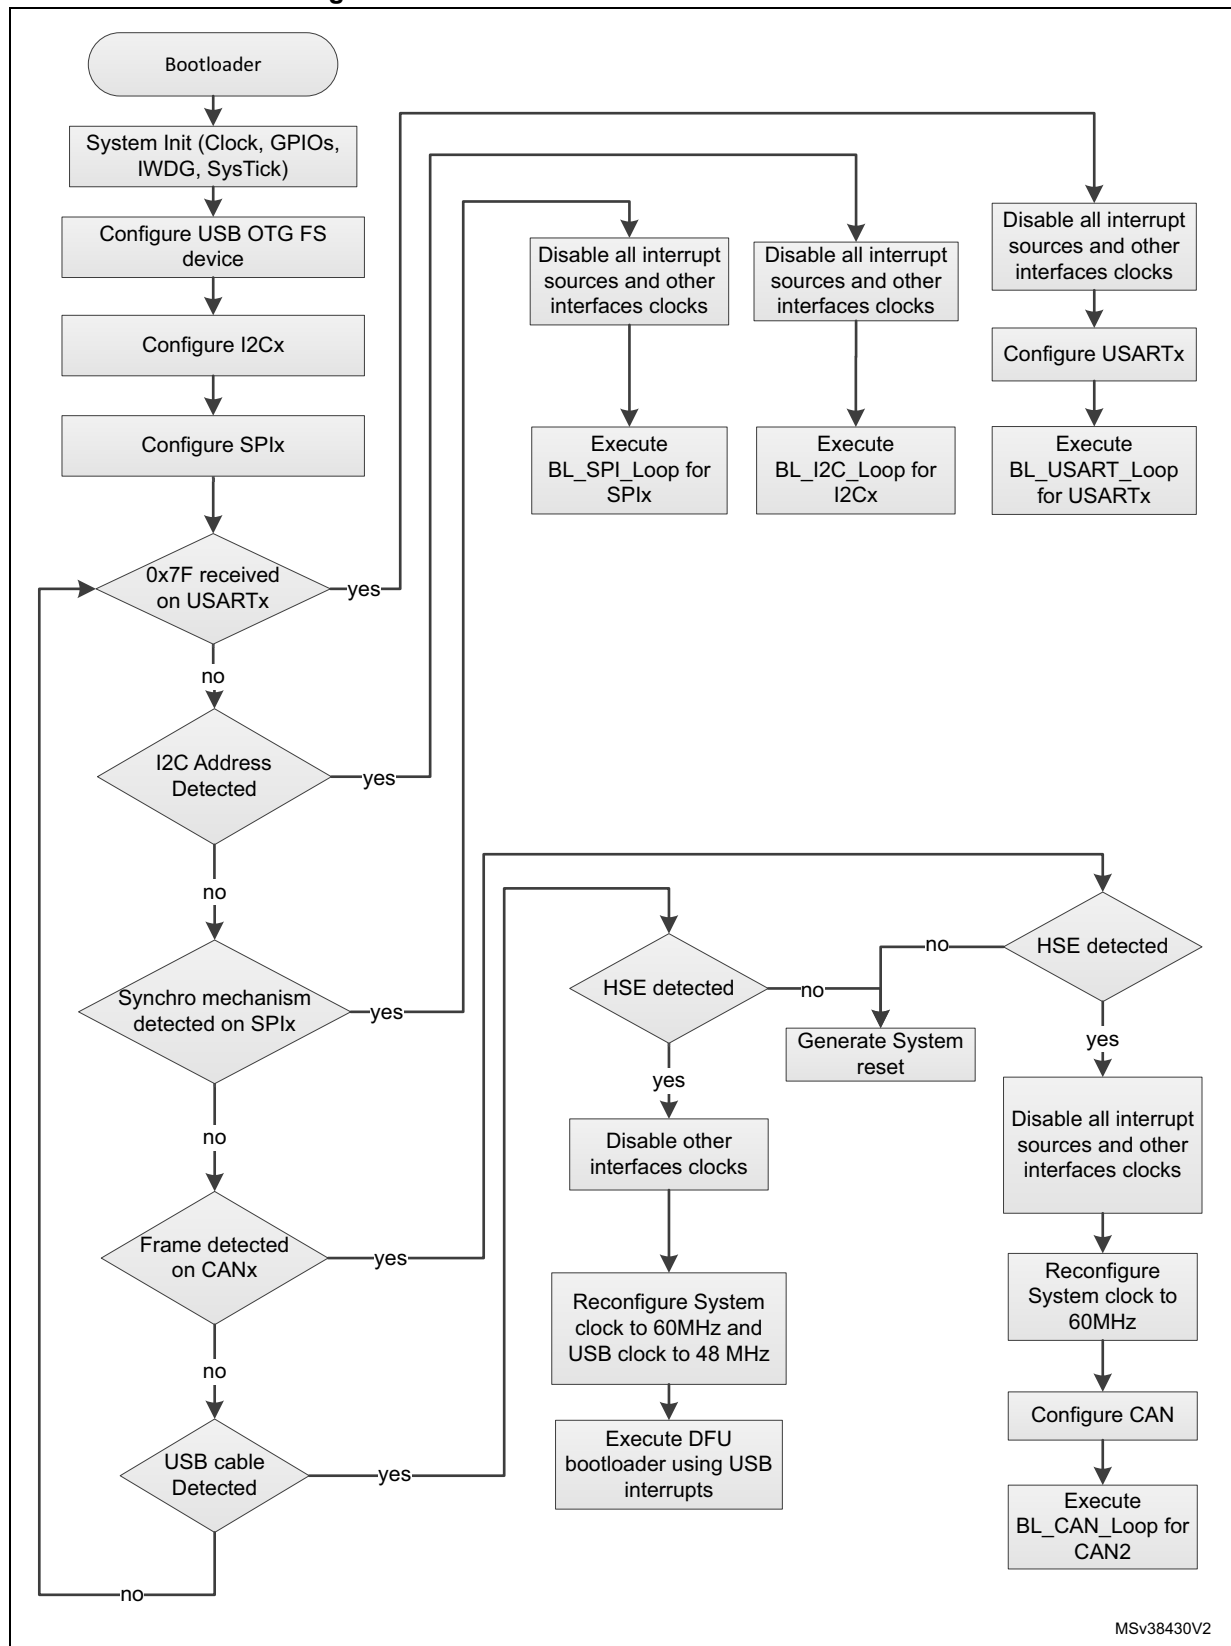 Bootloader
System Init (Clock, GPIOs,
IWDG, SysTick)
Configure USB OTG FS
device
Configure I2Cx
Configure SPIx
0x7F received
on USARTx
yes
no
I2C Address
Detected
yes
no
Synchro mechanism
detected on SPIx
yes
no
Frame detected
on CANx
yes
no
USB cable
Detected
yes
no
Disable all interrupt
sources and other
interfaces clocks
Execute
BL_SPI_Loop for
SPIx
Disable all interrupt
sources and other
interfaces clocks
Execute
BL_I2C_Loop for
I2Cx
Disable all interrupt
sources and other
interfaces clocks
Configure USARTx
Execute
BL_USART_Loop
for USARTx
HSE detected
no
yes
Generate System
reset
Disable other
interfaces clocks
Reconfigure System
clock to 60MHz and
USB clock to 48 MHz
Execute DFU
bootloader using USB
interrupts
HSE detected
no
yes
Disable all interrupt
sources and other
interfaces clocks
Reconfigure
System clock to
60MHz
Configure CAN
Execute
BL_CAN_Loop for
CAN2
MSv38430V2